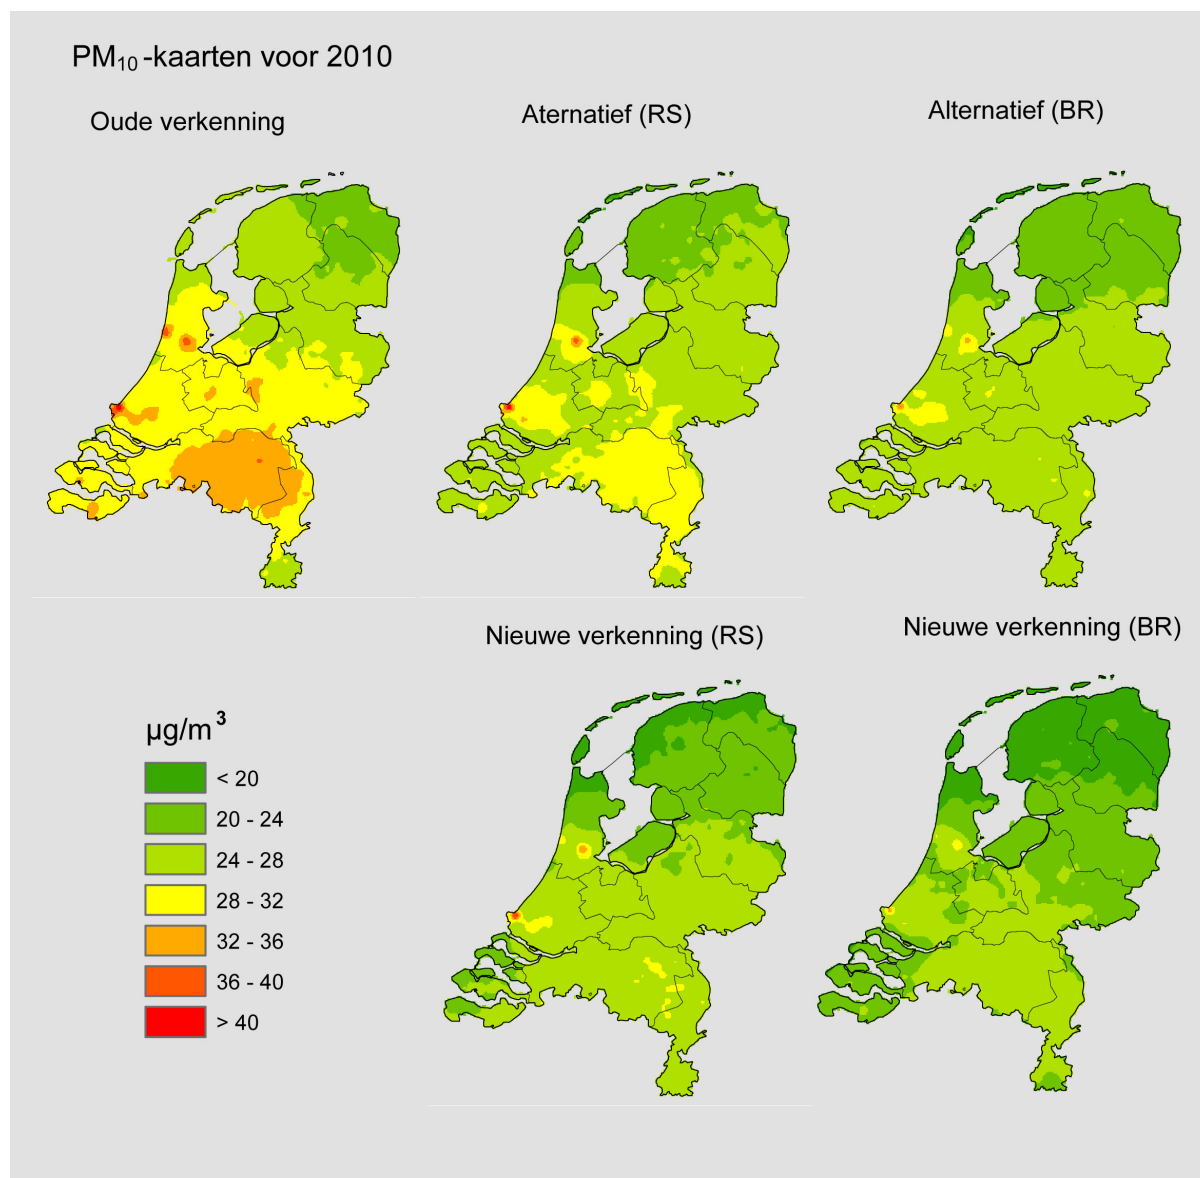 PM₁₀-kaarten voor 2010
Oude verkenning
Aternatief (RS)
Alternatief (BR)
Nieuwe verkenning (RS)
Nieuwe verkenning (BR)
µg/m³
< 20
20 - 24
24 - 28
28 - 32
32 - 36
36 - 40
> 40